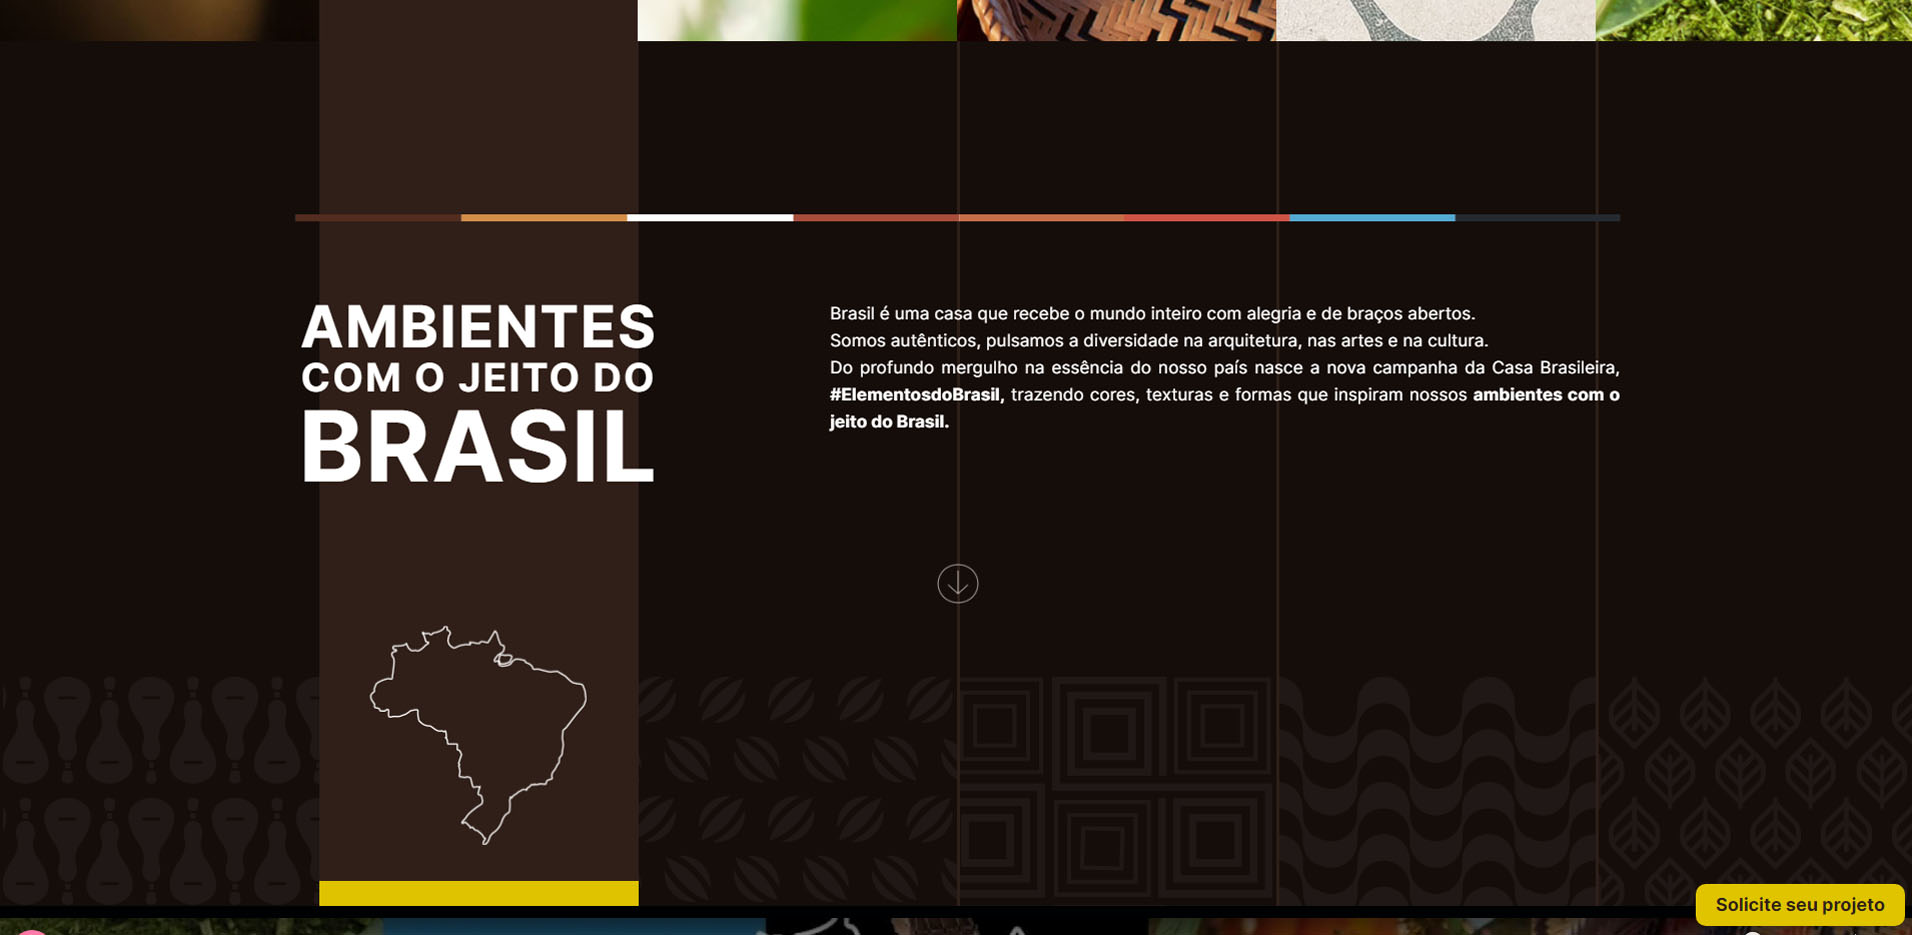 AMBIENTES
COM O JEITO DO
BRASIL
Brasil é uma casa que recebe o mundo inteiro com alegria e de braços abertos.
Somos autênticos, pulsamos a diversidade na arquitetura, nas artes e na cultura.
Do profundo mergulho na essência do nosso país nasce a nova campanha da Casa Brasileira,
#ElementosdoBrasil, trazendo cores, texturas e formas que inspiram nossos ambientes com o
jeito do Brasil.
Solicite seu projeto